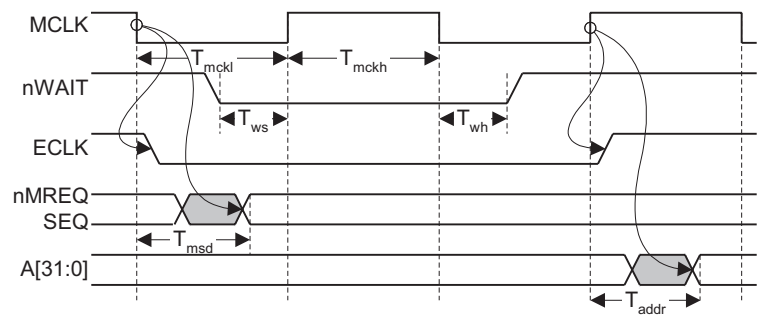 MCLK
T mckl T mckh
nWAIT
T ws T wh
ECLK
nMREQ
SEQ
T msd
A[31:0]
T addr